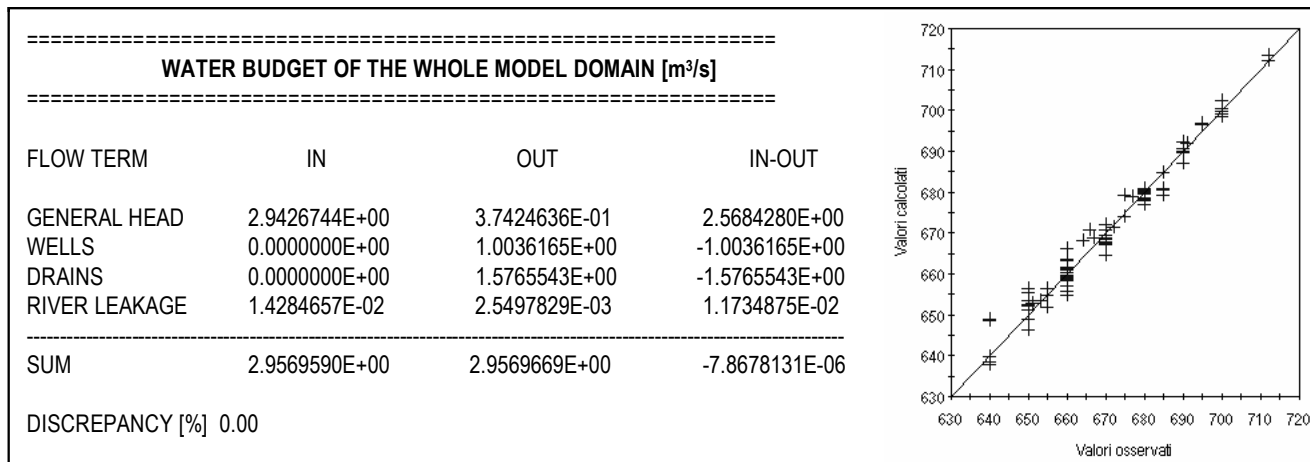 ===============================================================
WATER BUDGET OF THE WHOLE MODEL DOMAIN [m³/s]
===============================================================
FLOW TERM IN OUT IN-OUT
GENERAL HEAD 2.9426744E+00 3.7424636E-01 2.5684280E+00
WELLS 0.0000000E+00 1.0036165E+00 -1.0036165E+00
DRAINS 0.0000000E+00 1.5765543E+00 -1.5765543E+00
RIVER LEAKAGE 1.4284657E-02 2.5497829E-03 1.1734875E-02
---------------------------------------------------------------
SUM 2.9569590E+00 2.9569669E+00 -7.8678131E-06
DISCREPANCY [%] 0.00
Valori calcolati
720
710
700
690
680
670
660
650
640
630
630 640 650 660 670 680 690 700 710 720
Valori osservati